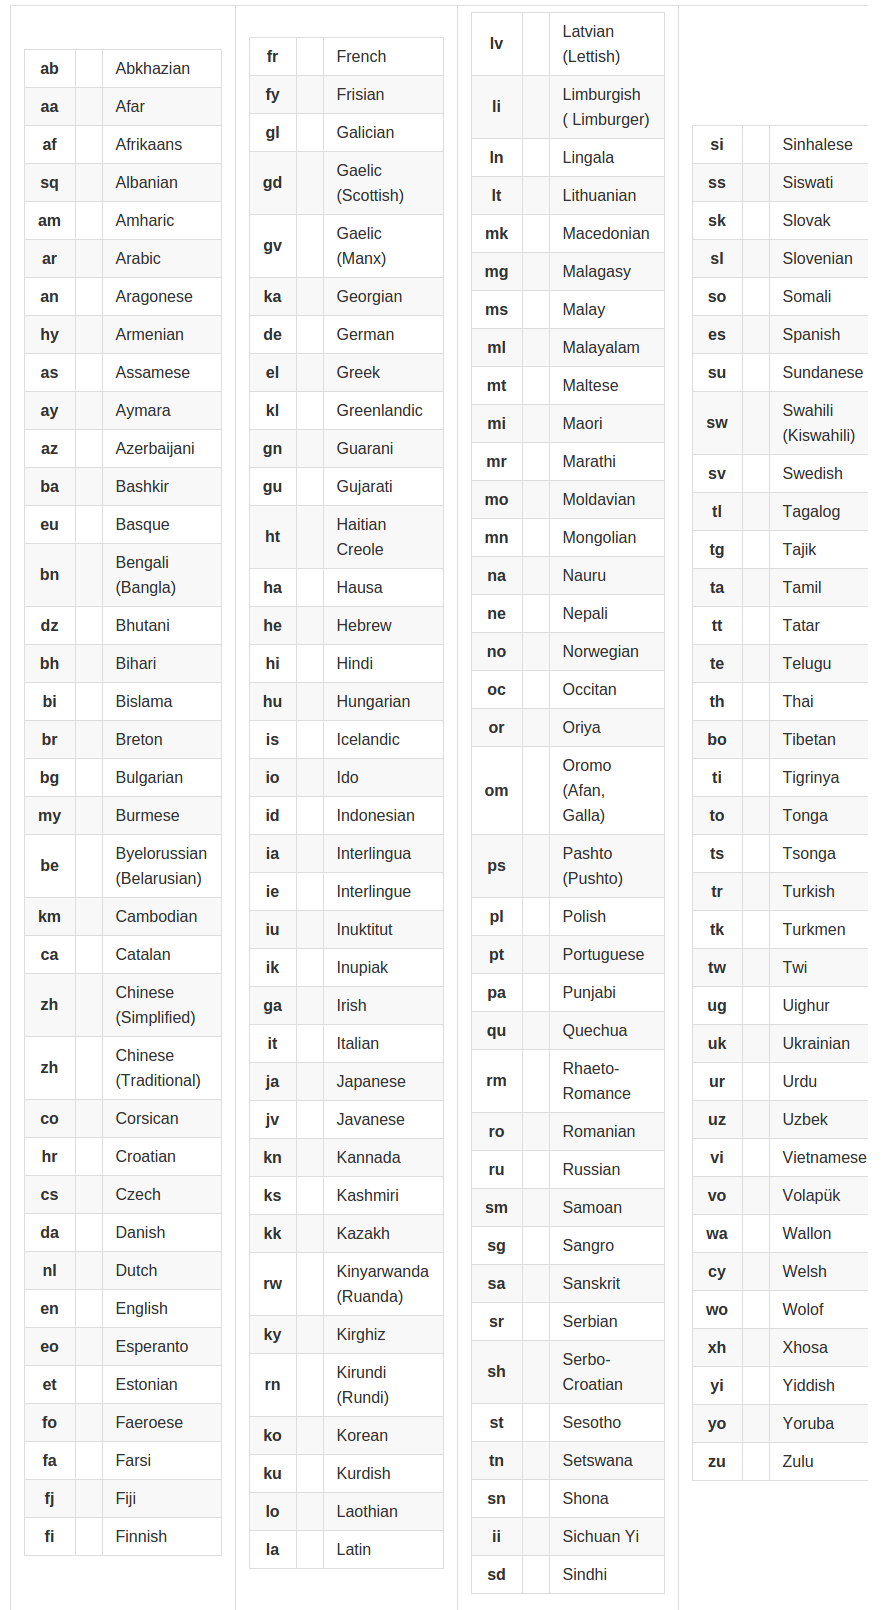 ab Abkhazian
aa Afar
af Afrikaans
sq Albanian
am Amharic
ar Arabic
an Aragonese
hy Armenian
as Assamese
ay Aymara
az Azerbaijani
ba Bashkir
eu Basque
bn Bengali
(Bangla)
dz Bhutani
bh Bihari
bi Bislama
br Breton
bg Bulgarian
my Burmese
be Byelorussian
(Belarusian)
km Cambodian
ca Catalan
zh Chinese
(Simplified)
zh Chinese
(Traditional)
co Corsican
hr Croatian
cs Czech
da Danish
nl Dutch
en English
eo Esperanto
et Estonian
fo Faeroese
fa Farsi
fj Fiji
fi Finnish
fr French
fy Frisian
gl Galician
gd Gaelic
(Scottish)
gv Gaelic
(Manx)
ka Georgian
de German
el Greek
kl Greenlandic
gn Guarani
gu Gujarati
ht Haitian
Creole
ha Hausa
he Hebrew
hi Hindi
hu Hungarian
is Icelandic
io Ido
id Indonesian
ia Interlingua
ie Interlingue
iu Inuktitut
ik Inupiak
ga Irish
it Italian
ja Japanese
jv Javanese
kn Kannada
ks Kashmiri
kk Kazakh
rw Kinyarwanda
(Ruanda)
ky Kirghiz
rn Kirundi
(Rundi)
ko Korean
ku Kurdish
lo Laothian
la Latin
lv Latvian
(Lettish)
li Limburgish
( Limburger)
ln Lingala
lt Lithuanian
mk Macedonian
mg Malagasy
ms Malay
ml Malayalam
mt Maltese
mi Maori
mr Marathi
mo Moldavian
mn Mongolian
na Nauru
ne Nepali
no Norwegian
oc Occitan
or Oriya
om Oromo
(Afan,
Galla)
ps Pashto
(Pushto)
pl Polish
pt Portuguese
pa Punjabi
qu Quechua
rm Rhaeto-
Romance
ro Romanian
ru Russian
sm Samoan
sg Sangro
sa Sanskrit
sr Serbian
sh Serbo-
Croatian
st Sesotho
tn Setswana
sn Shona
ii Sichuan Yi
sd Sindhi
si Sinhalese
ss Siswati
sk Slovak
sl Slovenian
so Somali
es Spanish
su Sundanese
sw Swahili
(Kiswahili)
sv Swedish
tl Tagalog
tg Tajik
ta Tamil
tt Tatar
te Telugu
th Thai
bo Tibetan
ti Tigrinya
to Tonga
ts Tsonga
tr Turkish
tk Turkmen
tw Twi
ug Uighur
uk Ukrainian
ur Urdu
uz Uzbek
vi Vietnamese
vo Volapük
wa Wallon
cy Welsh
wo Wolof
xh Xhosa
yi Yiddish
yo Yoruba
zu Zulu